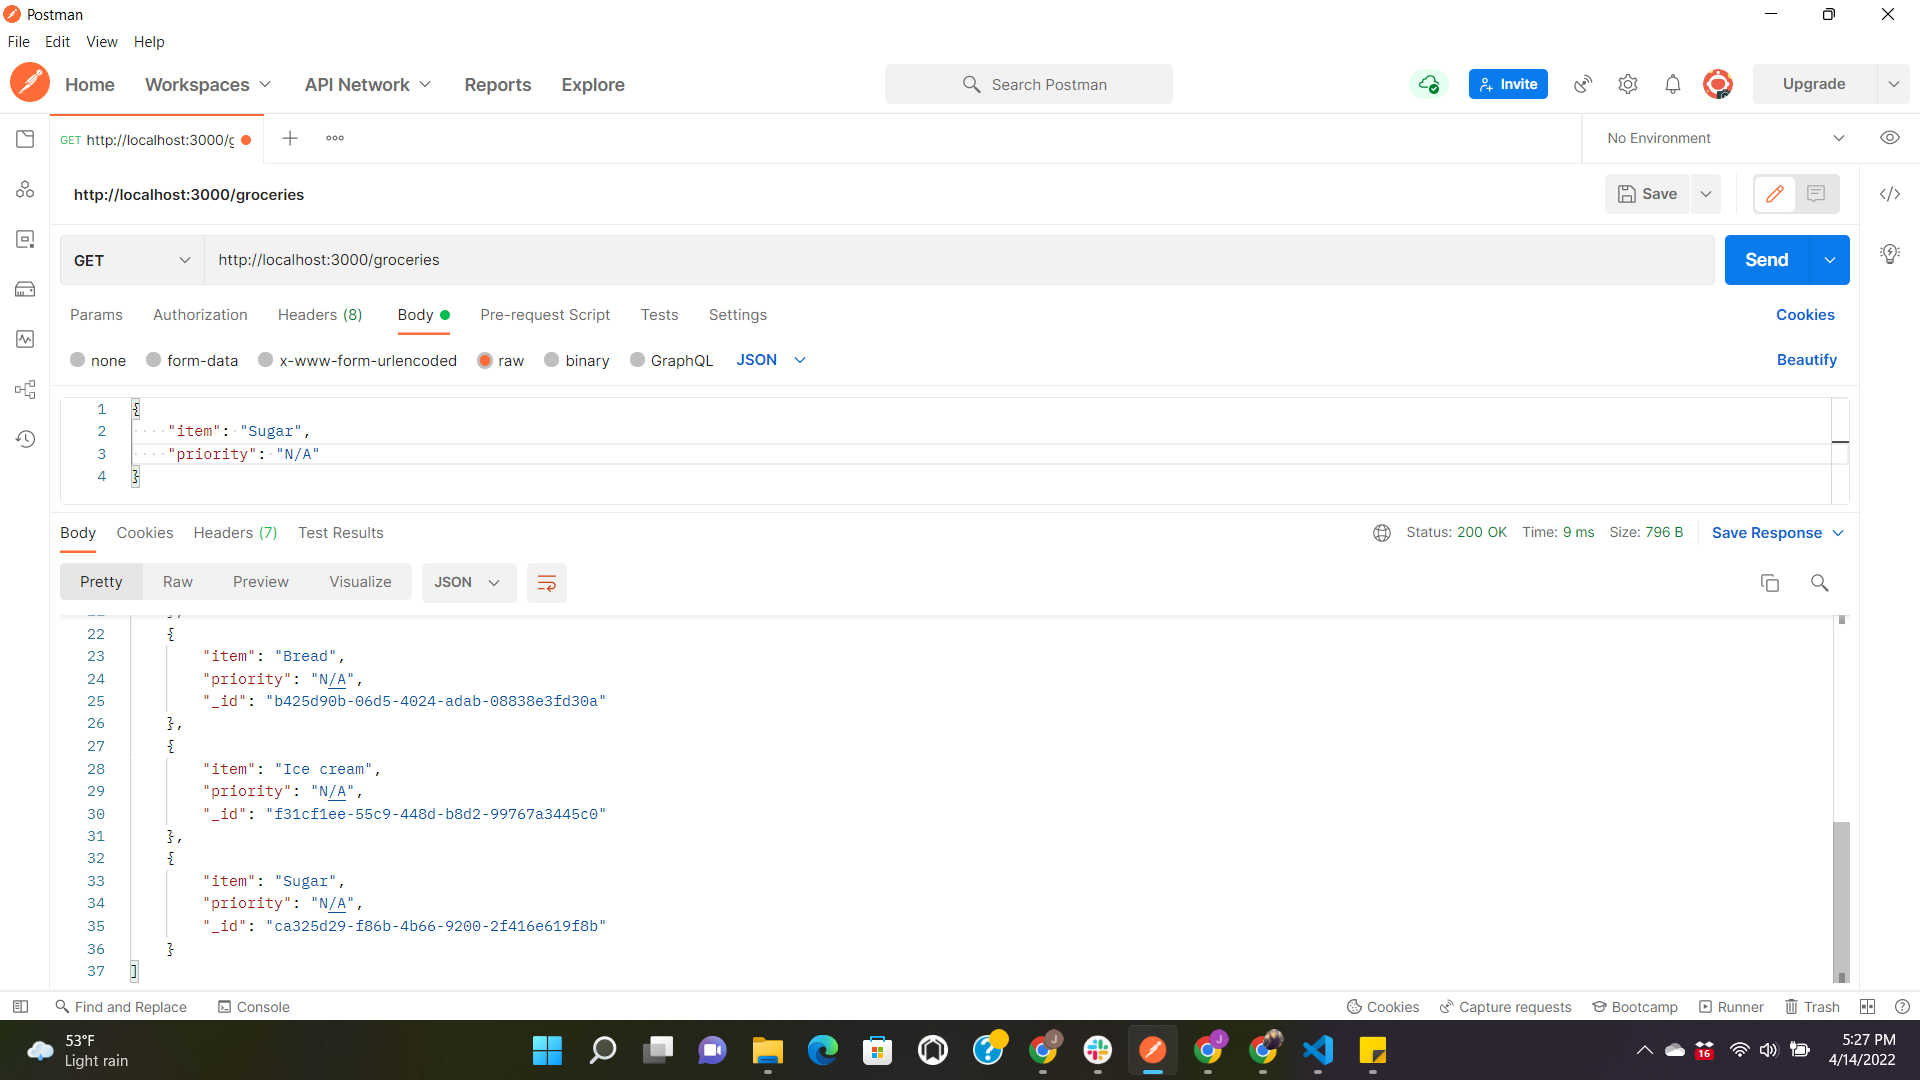 Postman
File Edit View Help
Home Workspaces API Network Reports Explore Search Postman Invite Upgrade
GET http://localhost:3000/g No Environment
http://localhost:3000/groceries Save
GET http://localhost:3000/groceries Send
Params Authorization Headers (8) Body Pre-request Script Tests Settings Cookies
none form-data x-www-form-urlencoded raw binary GraphQL JSON Beautify
1 {
2 "item": "Sugar",
3 "priority": "N/A"
4 }
Body Cookies Headers (7) Test Results Status: 200 OK Time: 9 ms Size: 796 B Save Response
Pretty Raw Preview Visualize JSON
22 {
23 "item": "Bread",
24 "priority": "N/A",
25 "_id": "b425d90b-06d5-4024-adab-08838e3fd30a"
26 },
27 {
28 "item": "Ice cream",
29 "priority": "N/A",
30 "_id": "f31cf1ee-55c9-448d-b8d2-99767a3445c0"
31 },
32 {
33 "item": "Sugar",
34 "priority": "N/A",
35 "_id": "ca325d29-f86b-4b66-9200-2f416e619f8b"
36 }
37 ]
Find and Replace Console Cookies Capture requests Bootcamp Runner Trash
53°F
Light rain
J J 16
5:27 PM
4/14/2022